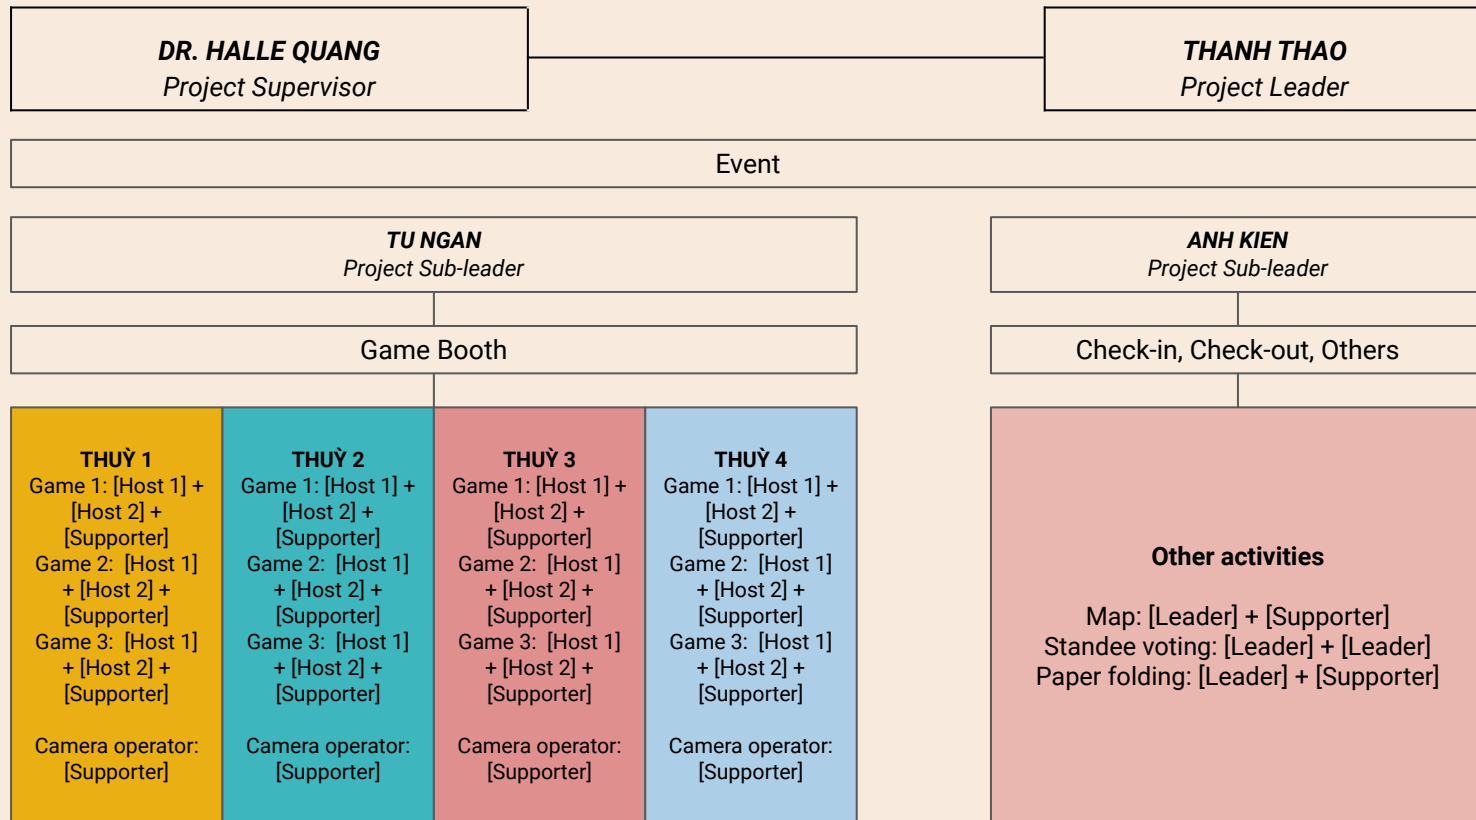 DR. HALLE QUANG
Project Supervisor
THANH THAO
Project Leader
Event
TU NGAN
Project Sub-leader
ANH KIEN
Project Sub-leader
Game Booth
Check-in, Check-out, Others
THUỲ 1
Game 1: [Host 1] +
[Host 2] +
[Supporter]
Game 2:  [Host 1]
+ [Host 2] +
[Supporter]
Game 3:  [Host 1]
+ [Host 2] +
[Supporter]
Camera operator:
[Supporter]
THUỲ 2
Game 1: [Host 1] +
[Host 2] +
[Supporter]
Game 2:  [Host 1]
+ [Host 2] +
[Supporter]
Game 3:  [Host 1]
+ [Host 2] +
[Supporter]
Camera operator:
[Supporter]
THUỲ 3
Game 1: [Host 1] +
[Host 2] +
[Supporter]
Game 2:  [Host 1]
+ [Host 2] +
[Supporter]
Game 3:  [Host 1]
+ [Host 2] +
[Supporter]
Camera operator:
[Supporter]
THUỲ 4
Game 1: [Host 1] +
[Host 2] +
[Supporter]
Game 2:  [Host 1]
+ [Host 2] +
[Supporter]
Game 3:  [Host 1]
+ [Host 2] +
[Supporter]
Camera operator:
[Supporter]
Other activities
Map: [Leader] + [Supporter]
Standee voting: [Leader] + [Leader]
Paper folding: [Leader] + [Supporter]